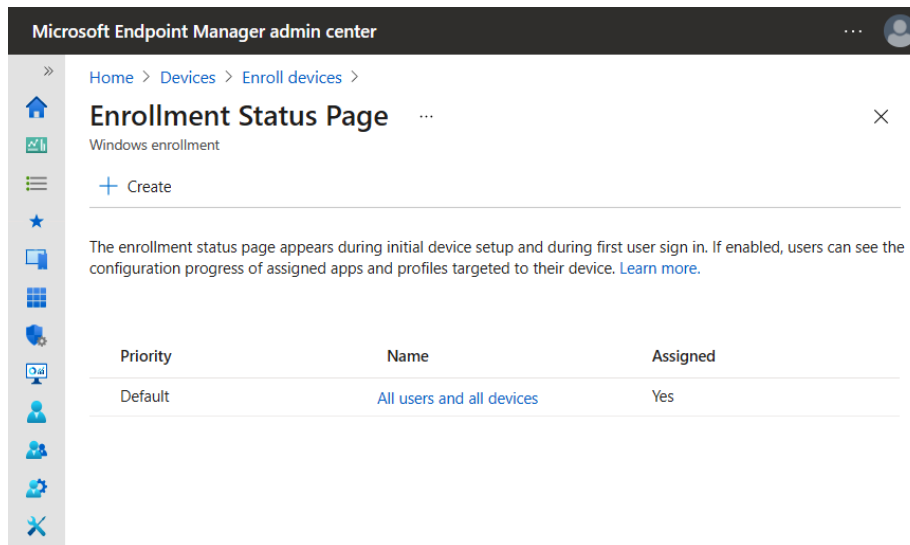 Microsoft Endpoint Manager admin center
Home > Devices > Enroll devices >
Enrollment Status Page
Windows enrollment
Create
The enrollment status page appears during initial device setup and during first user sign in. If enabled, users can see the
configuration progress of assigned apps and profiles targeted to their device. Learn more.
Priority Name Assigned
Default All users and all devices Yes